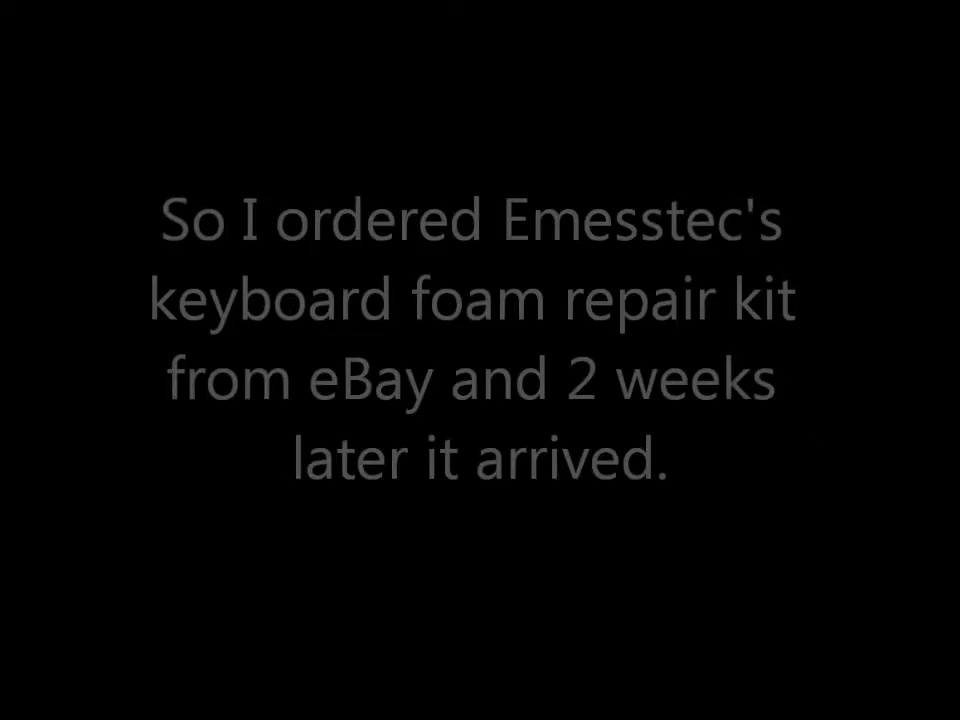 So I ordered Emesstec's
keyboard foam repair kit
from eBay and 2 weeks
later it arrived.